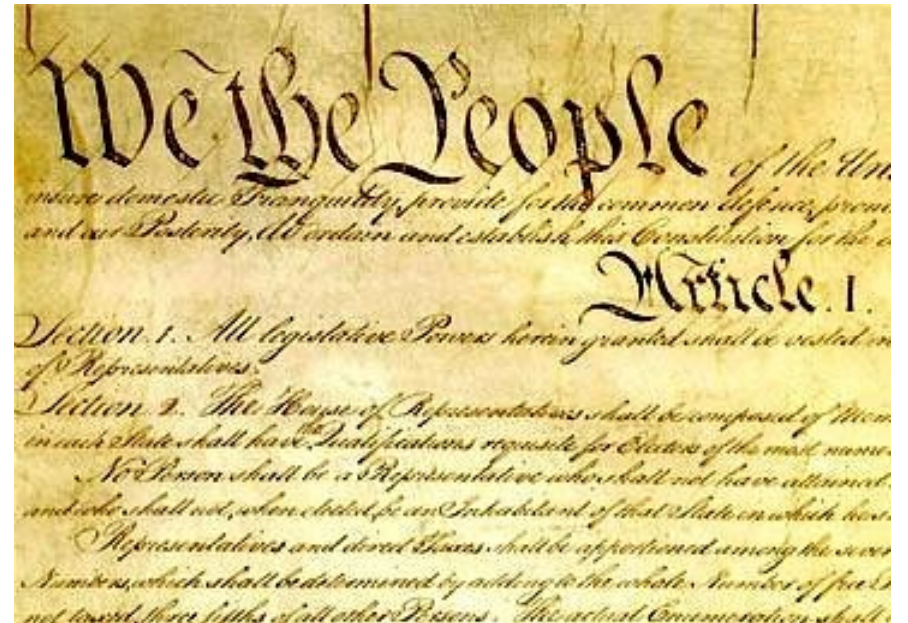 We the People of the Un
insure domestic Tranquility, provide for the common defence, promo
and our Posterity, do ordain and establish this Constitution for the
Article. I.
Section. 1. All legislative Powers herein granted shall be vested in
of Representatives.
Section. 2. The House of Representatives shall be composed of Mem
in each State shall have the Qualifications requisite for Electors of the most nume
No Person shall be a Representative who shall not have attained
and who shall not, when elected, be an Inhabitant of that State in which he s
Representatives and direct Taxes shall be apportioned among the sever
Numbers, which shall be determined by adding to the whole Number of free
not taxed, three fifths of all other Persons. The actual Enumeration shall